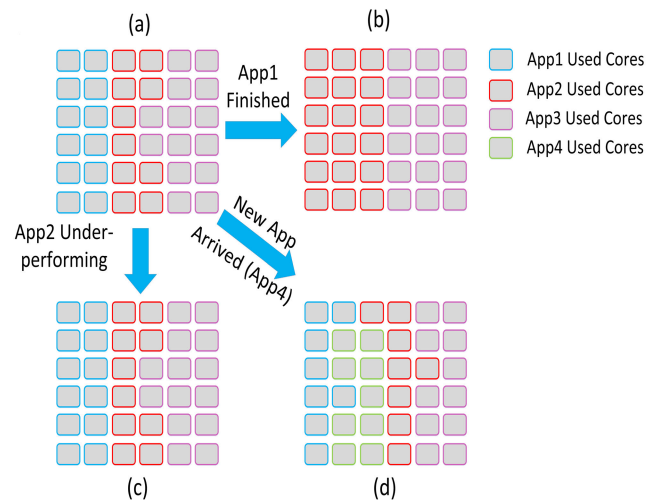 (a)
(b)
App1
Finished
App1 Used Cores
App2 Used Cores
App3 Used Cores
App4 Used Cores
App2 Under-
performing
New App
Arrived (App4)
(c)
(d)